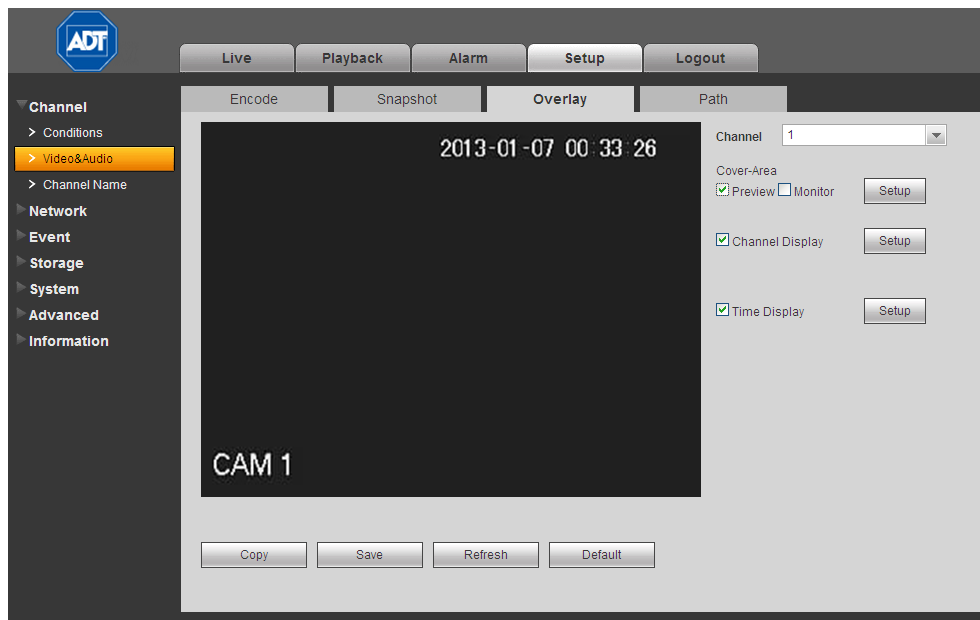 ADT
Live
Playback
Alarm
Setup
Logout
Channel
Conditions
Video&Audio
Channel Name
Network
Event
Storage
System
Advanced
Information
Encode
Snapshot
Overlay
Path
2013-01-07 00:33:26
CAM 1
Channel 1
Cover-Area
Preview Monitor Setup
Channel Display Setup
Time Display Setup
Copy
Save
Refresh
Default